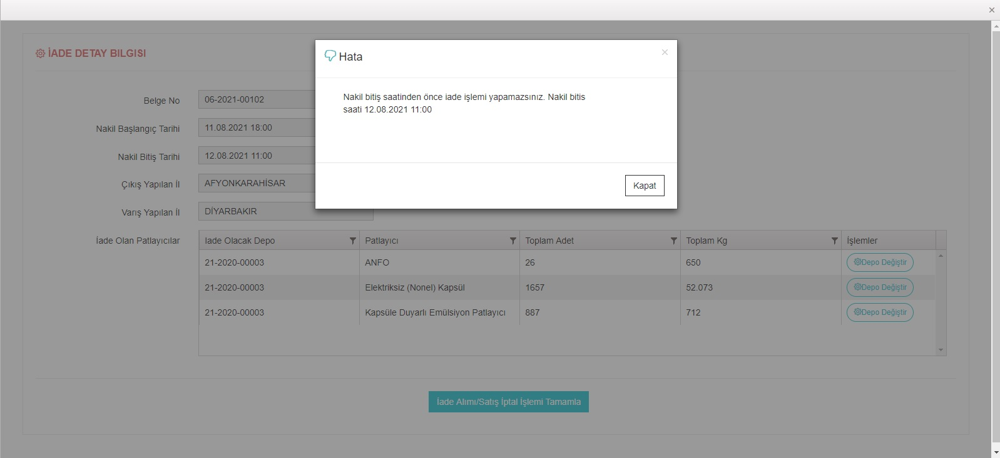 ×
İADE DETAY BILGISI
Hata
×
Nakil bitiş saatinden önce iade işlemi yapamazsınız. Nakil bitis
saati 12.08.2021 11:00
Kapat
Belge No 06-2021-00102
Nakil Başlangıç Tarihi 11.08.2021 18:00
Nakil Bitiş Tarihi 12.08.2021 11:00
Çıkış Yapılan İl AFYONKARAHİSAR
Varış Yapılan İl DİYARBAKIR
İade Olan Patlayıcılar Iade Olacak Depo Patlayıcı Toplam Adet Toplam Kg İşlemler
21-2020-00003 ANFO 26 650 Depo Değiştir
21-2020-00003 Elektriksiz (Nonel) Kapsül 1657 52.073 Depo Değiştir
21-2020-00003 Kapsüle Duyarlı Emülsiyon Patlayıcı 887 712 Depo Değiştir
İade Alımı/Satış İptal İşlemi Tamamla